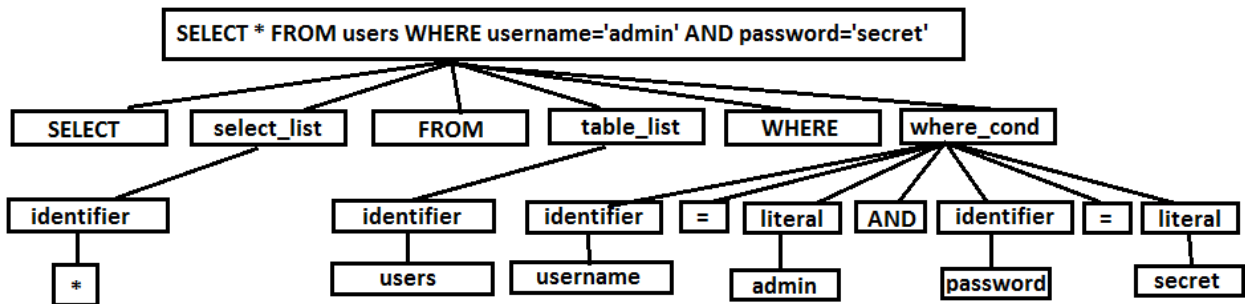 SELECT * FROM users WHERE username='admin' AND password='secret'
SELECT select_list FROM table_list WHERE where_cond
identifier identifier identifier = literal AND identifier = literal
* users username admin password secret